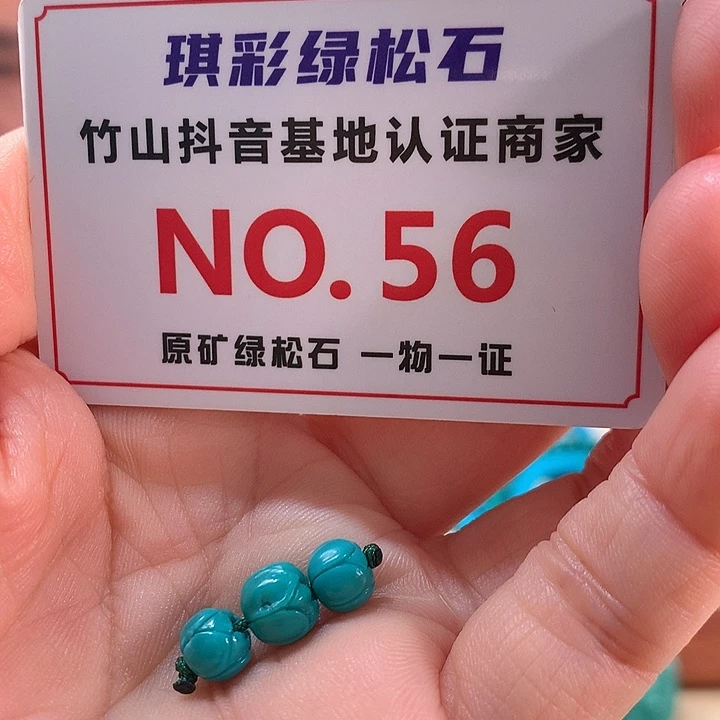 琪彩绿松石
竹山抖音基地认证商家
NO.56
原矿绿松石 一物一证